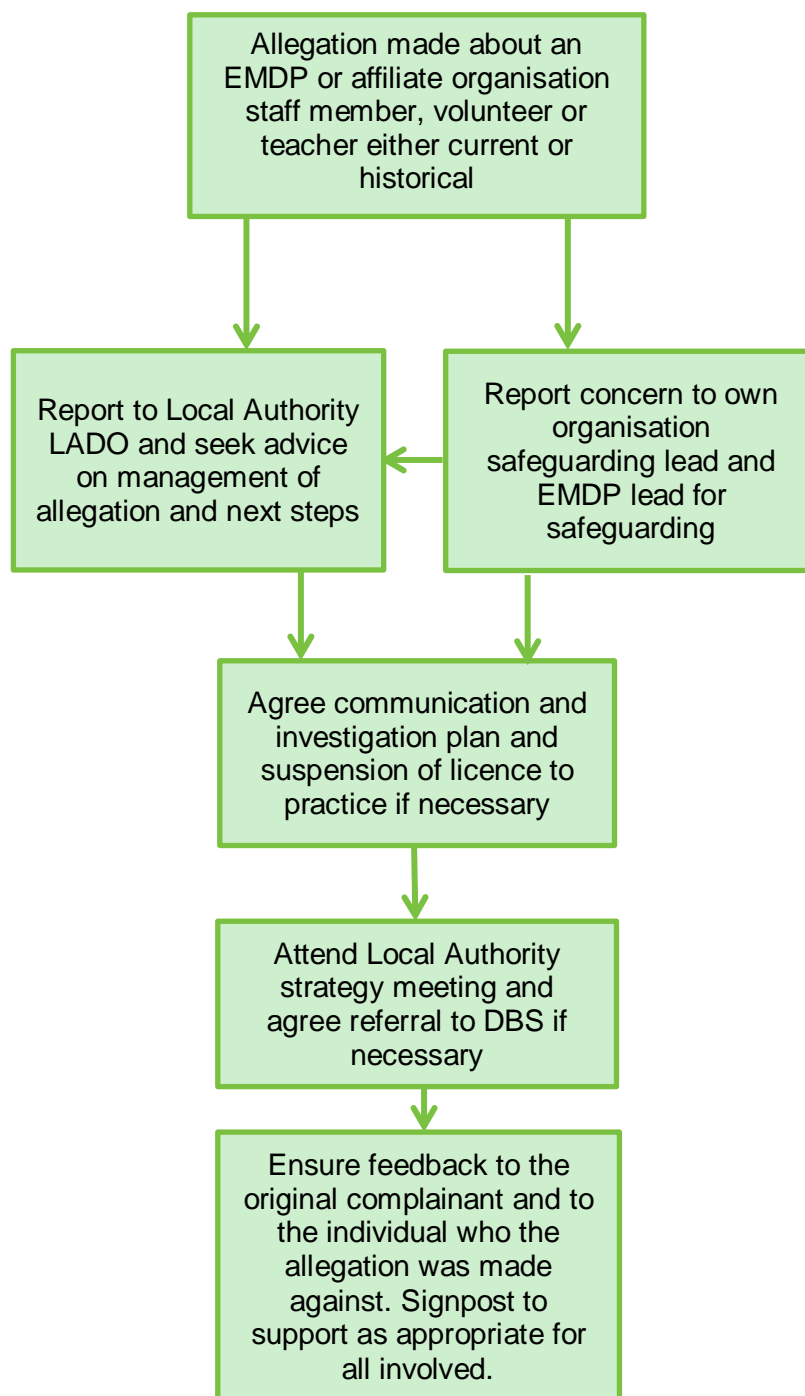 Allegation made about an
EMDP or affiliate organisation
staff member, volunteer or
teacher either current or
historical
Report to Local Authority
LADO and seek advice
on management of
allegation and next steps
Report concern to own
organisation
safeguarding lead and
EMDP lead for
safeguarding
Agree communication and
investigation plan and
suspension of licence to
practice if necessary
Attend Local Authority
strategy meeting and
agree referral to DBS if
necessary
Ensure feedback to the
original complainant and to
the individual who the
allegation was made
against. Signpost to
support as appropriate for
all involved.